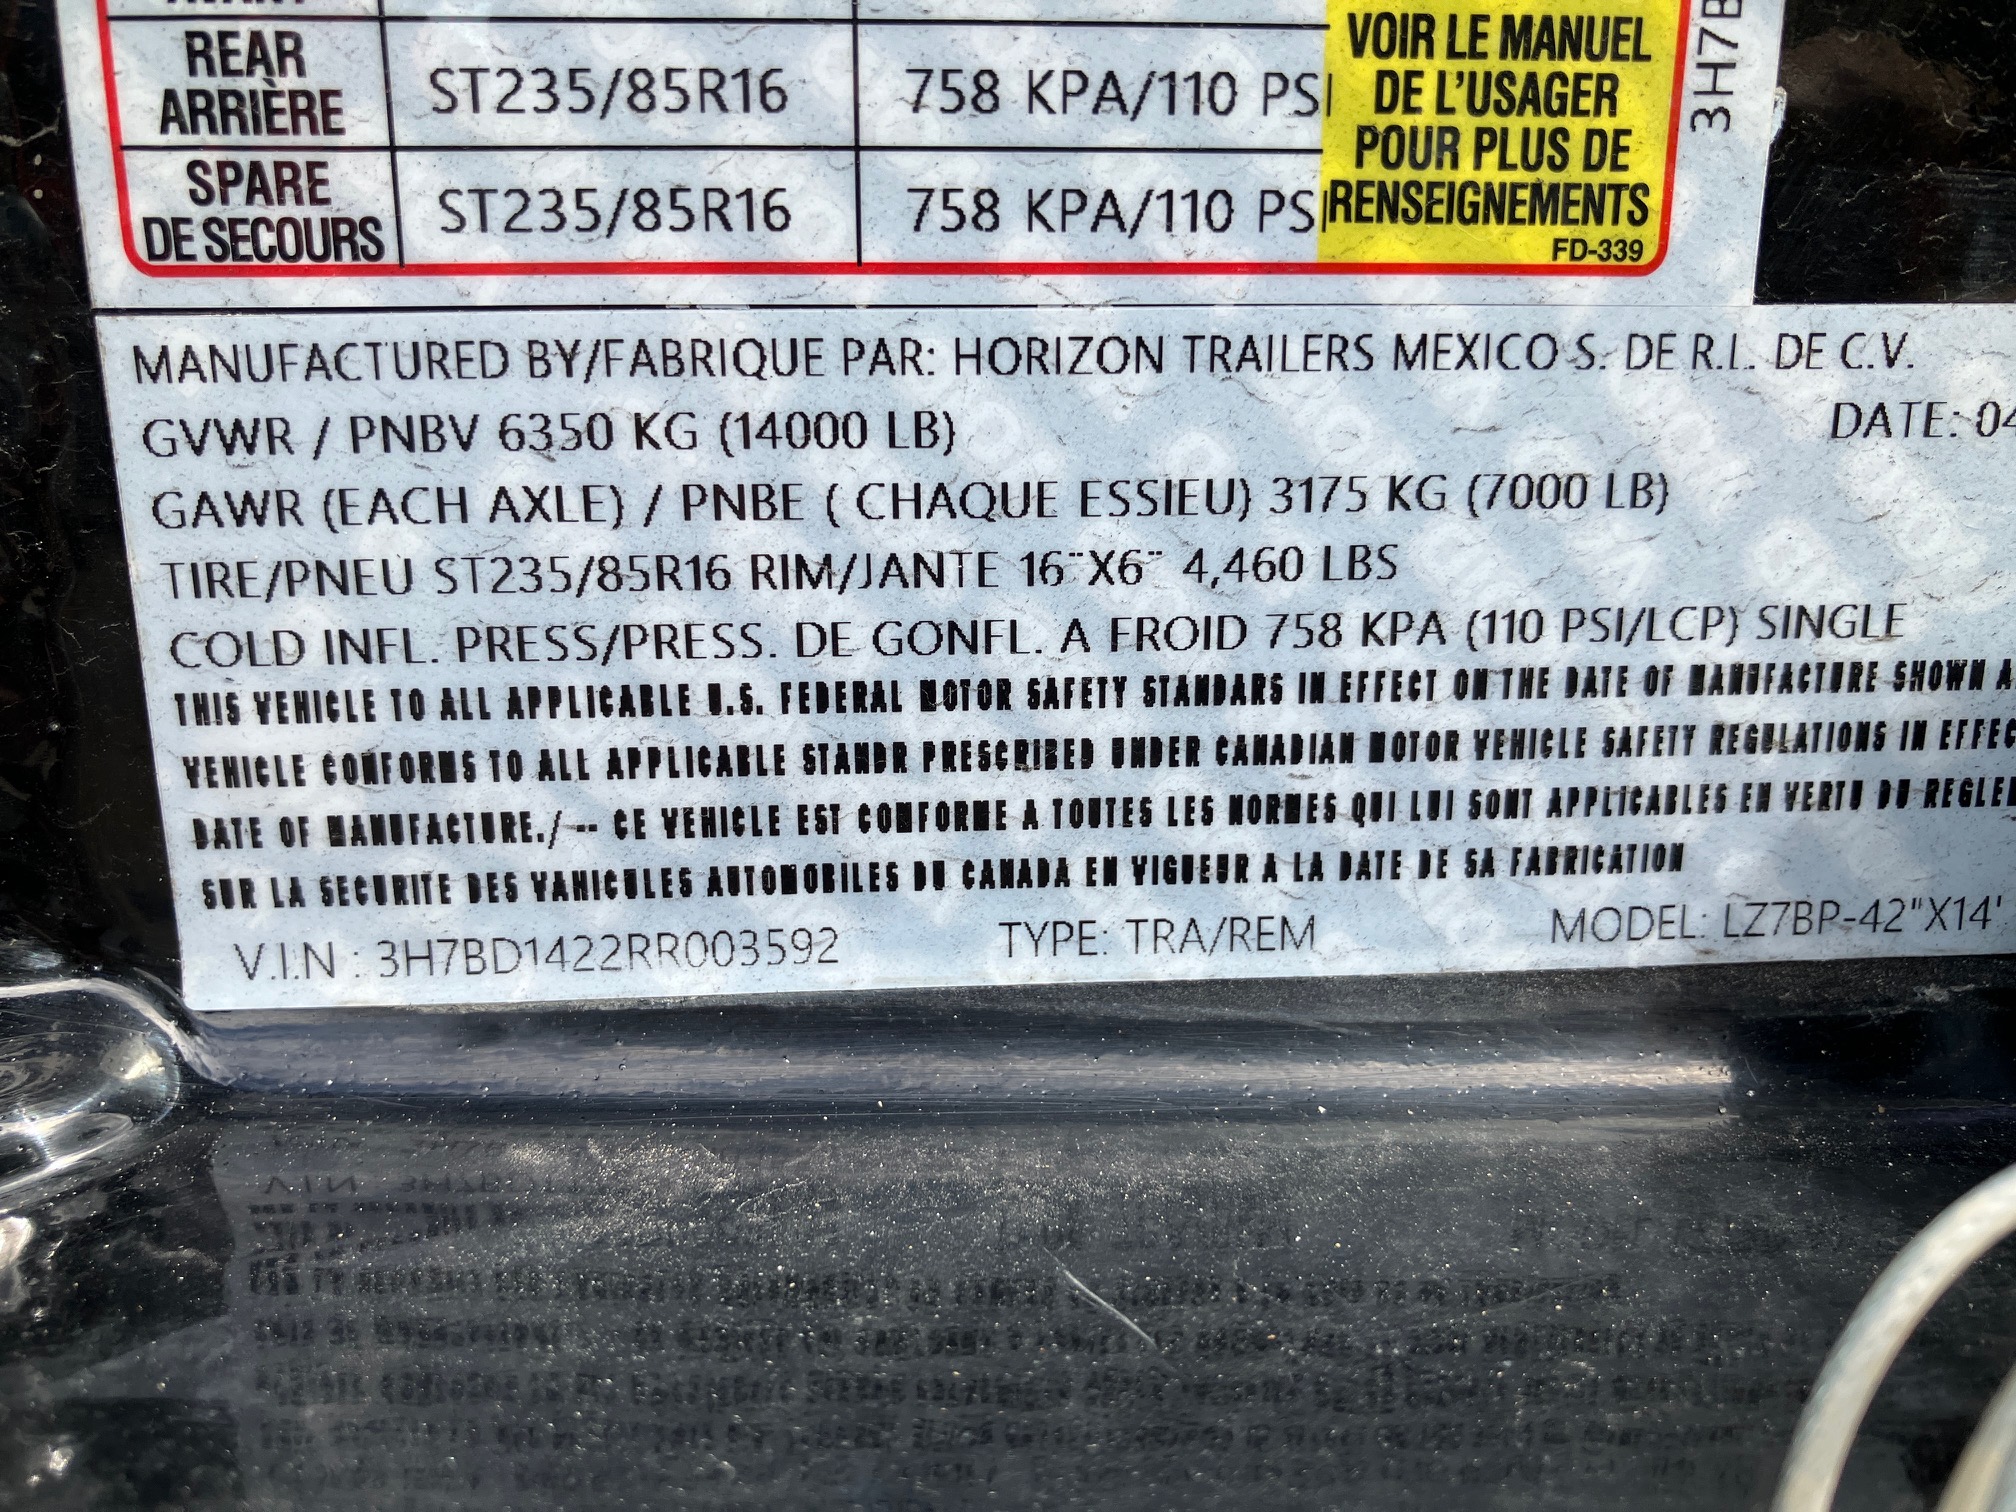 REAR
ARRIÈRE
ST235/85R16
758 KPA/110 PSI
SPARE
DE SECOURS
ST235/85R16
758 KPA/110 PSI
VOIR LE MANUEL
DE L'USAGER
POUR PLUS DE
RENSEIGNEMENTS
FD-339
3H7B
MANUFACTURED BY/FABRIQUE PAR: HORIZON TRAILERS MEXICO S. DE R.L. DE C.V.
GVWR / PNBV 6350 KG (14000 LB)
DATE: 04
GAWR (EACH AXLE) / PNBE ( CHAQUE ESSIEU) 3175 KG (7000 LB)
TIRE/PNEU ST235/85R16 RIM/JANTE 16"X6" 4,460 LBS
COLD INFL. PRESS/PRESS. DE GONFL. A FROID 758 KPA (110 PSI/LCP) SINGLE
THIS VEHICLE TO ALL APPLICABLE U.S. FEDERAL MOTOR SAFETY STANDARS IN EFFECT ON THE DATE OF MANUFACTURE SHOWN A
VEHICLE CONFORMS TO ALL APPLICABLE STANDR PRESCRIBED UNDER CANADIAN MOTOR VEHICLE SAFETY REGULATIONS IN EFFEC
DATE OF MANUFACTURE./ -- CE VEHICLE EST CONFORME A TOUTES LES NORMES QUI LUI SONT APPLICABLES EN VERTU DU REGLE
SUR LA SECURITE DES VAHICULES AUTOMOBILES DU CANADA EN VIGUEUR A LA DATE DE SA FABRICATION
V.I.N : 3H7BD1422RR003592
TYPE: TRA/REM
MODEL: LZ7BP-42"X14'